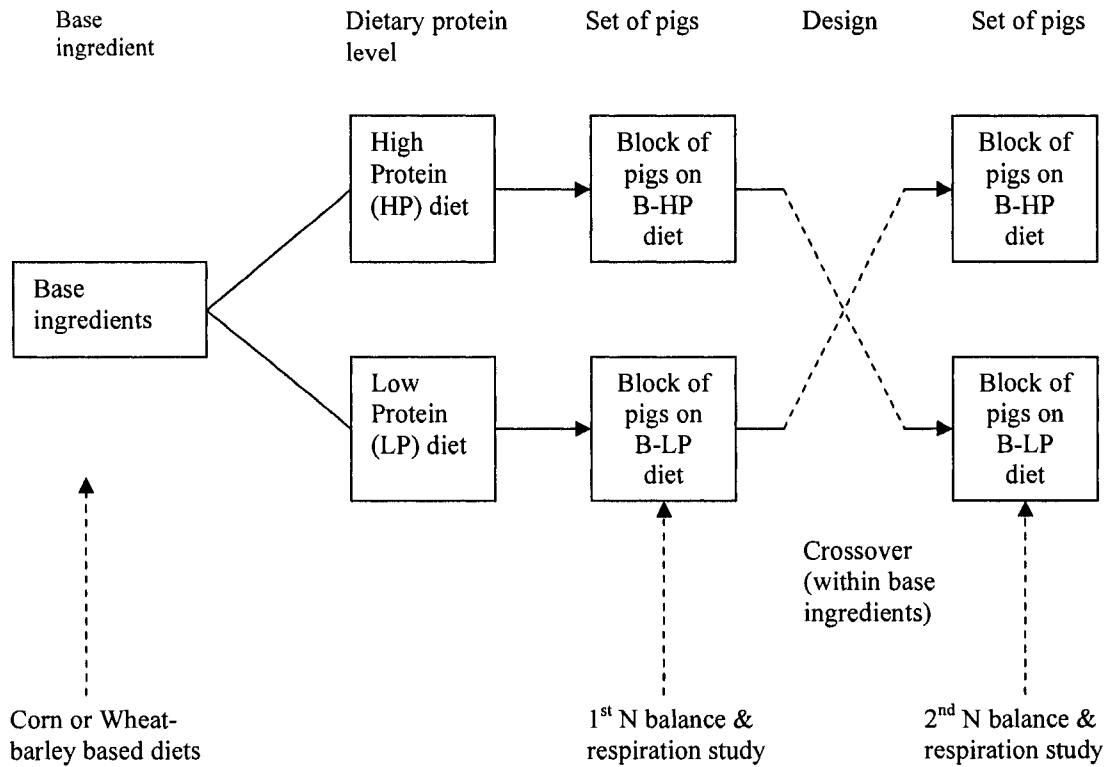 Base
ingredient
Dietary protein
level
Set of pigs
Design
Set of pigs
High
Protein
(HP) diet
Block of
pigs on
B-HP
diet
Block of
pigs on
B-HP
diet
Base
ingredients
Low
Protein
(LP) diet
Block of
pigs on
B-LP
diet
Block of
pigs on
B-LP
diet
Crossover
(within base
ingredients)
Corn or Wheat-
barley based diets
1st N balance &
respiration study
2nd N balance &
respiration study